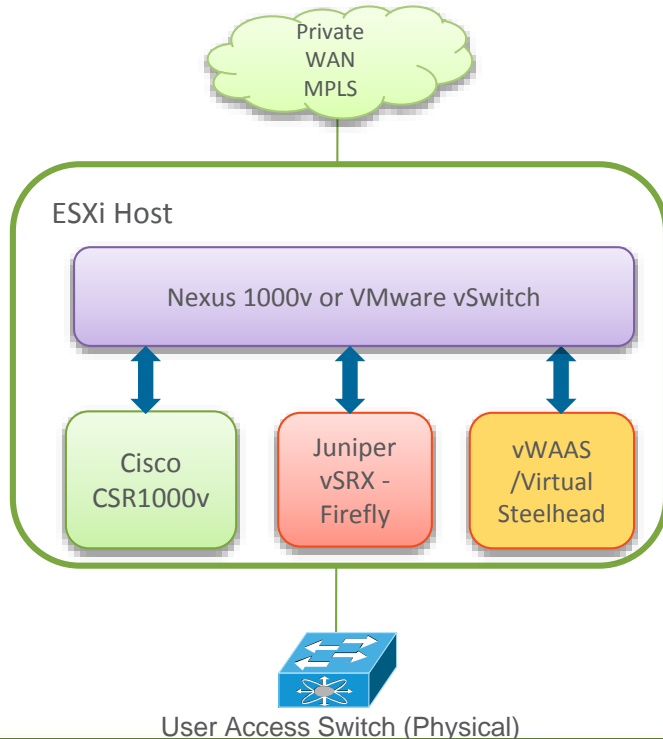 Private
WAN
MPLS
ESXi Host
Nexus 1000v or VMware vSwitch
Cisco
CSR1000v
Juniper
vSRX -
Firefly
vWAAS
/Virtual
Steelhead
User Access Switch (Physical)